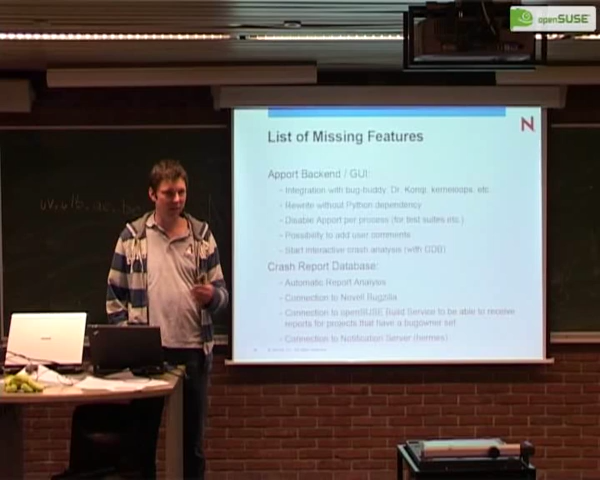 openSUSE
List of Missing Features
N
Apport Backend / GUI:
- Integration with bug-buddy, Dr. Konqi, kerneloops, etc.
- Rewrite without Python dependency
- Disable Apport per process (for test suites etc.)
- Possibility to add user comments
- Start interactive crash analysis (with GDB)
Crash Report Database:
- Automatic Report Analysis
- Connection to Novell Bugzilla
- Connection to openSUSE Build Service to be able to receive
reports for projects that have a bugowner set
- Connection to Notification Server (hermes)